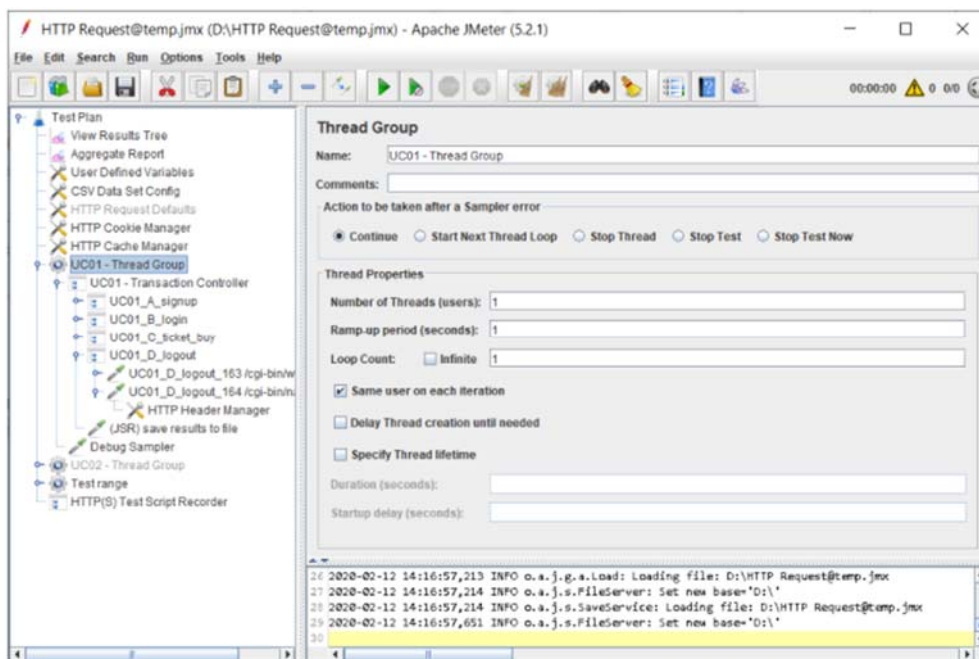 HTTP Request@temp.jmx (D:\HTTP Request@temp.jmx) - Apache JMeter (5.2.1)
File Edit Search Run Options Tools Help
00:00:00 0 0/0
Test Plan
View Results Tree
Aggregate Report
User Defined Variables
CSV Data Set Config
HTTP Request Defaults
HTTP Cookie Manager
HTTP Cache Manager
UC01 - Thread Group
UC01 - Transaction Controller
UC01_A_signup
UC01_B_login
UC01_C_ticket_buy
UC01_D_logout
UC01_D_logout_163 /cgi-bin/w
UC01_D_logout_164 /cgi-bin/n
HTTP Header Manager
(JSR) save results to file
Debug Sampler
UC02 - Thread Group
Test range
HTTP(S) Test Script Recorder
Thread Group
Name: UC01 - Thread Group
Comments:
Action to be taken after a Sampler error
Continue Start Next Thread Loop Stop Thread Stop Test Stop Test Now
Thread Properties
Number of Threads (users): 1
Ramp-up period (seconds): 1
Loop Count: Infinite 1
Same user on each iteration
Delay Thread creation until needed
Specify Thread lifetime
Duration (seconds):
Startup delay (seconds):
26 2020-02-12 14:16:57,213 INFO o.a.j.g.a.Load: Loading file: D:\HTTP Request@temp.jmx
27 2020-02-12 14:16:57,214 INFO o.a.j.s.FileServer: Set new base='D:\'
28 2020-02-12 14:16:57,214 INFO o.a.j.s.SaveService: Loading file: D:\HTTP Request@temp.jmx
29 2020-02-12 14:16:57,651 INFO o.a.j.s.FileServer: Set new base='D:\'
30